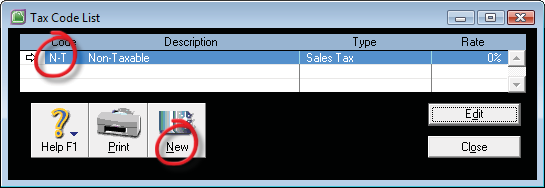 Tax Code List
Code Description Type Rate
N-T Non-Taxable Sales Tax 0%
Edit
Help F1 Print New Close